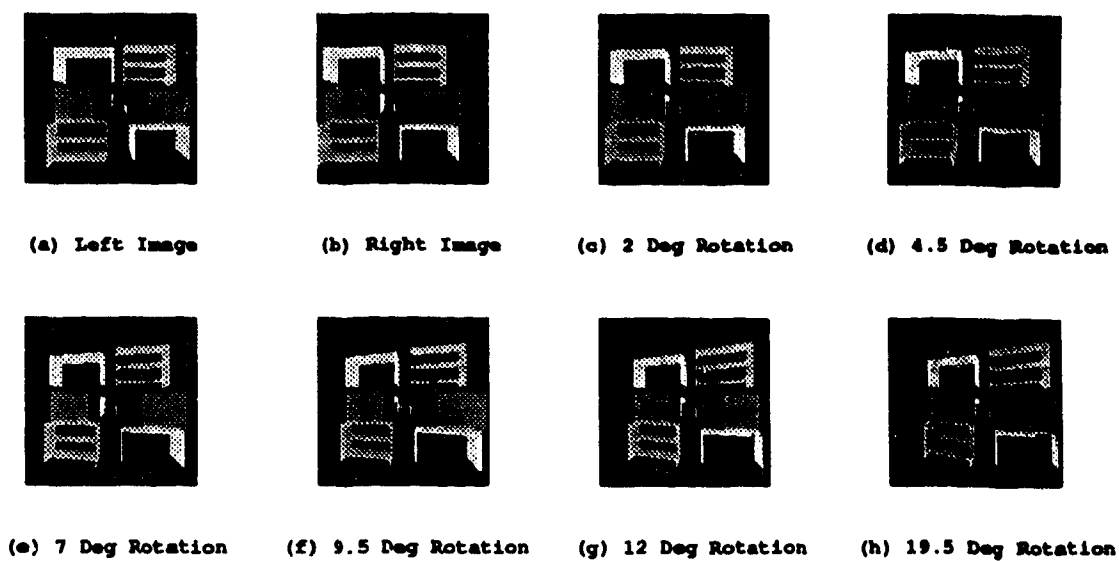 (a) Left Image
(b) Right Image
(c) 2 Deg Rotation
(d) 4.5 Deg Rotation
(e) 7 Deg Rotation
(f) 9.5 Deg Rotation
(g) 12 Deg Rotation
(h) 19.5 Deg Rotation